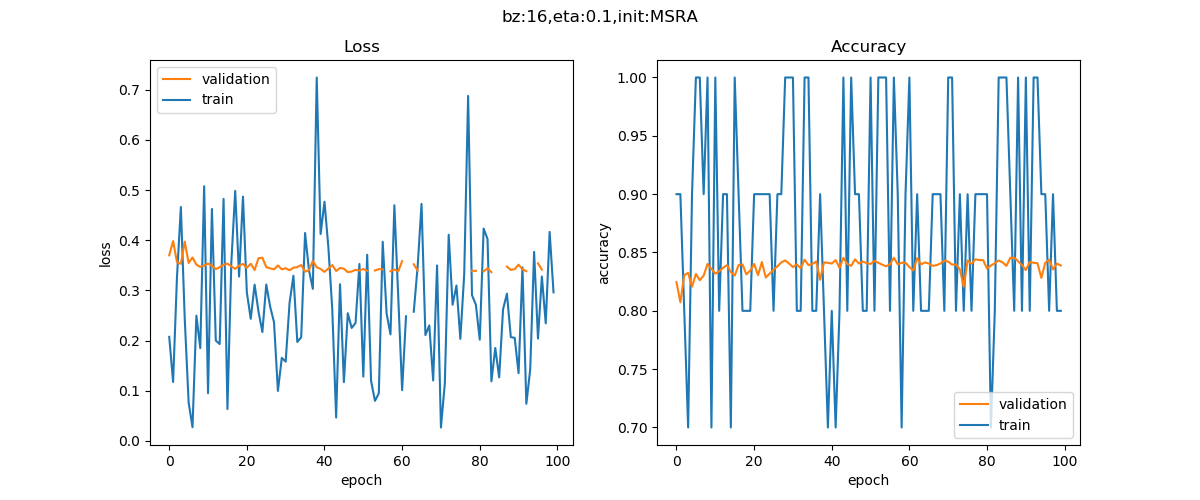 bz:16,eta:0.1,init:MSRA
Loss
validation
train
0.7
0.6
0.5
0.4
0.3
0.2
0.1
0.0
loss
0 20 40 60 80 100
epoch
Accuracy
1.00
0.95
0.90
0.85
0.80
0.75
0.70
accuracy
validation
train
0 20 40 60 80 100
epoch